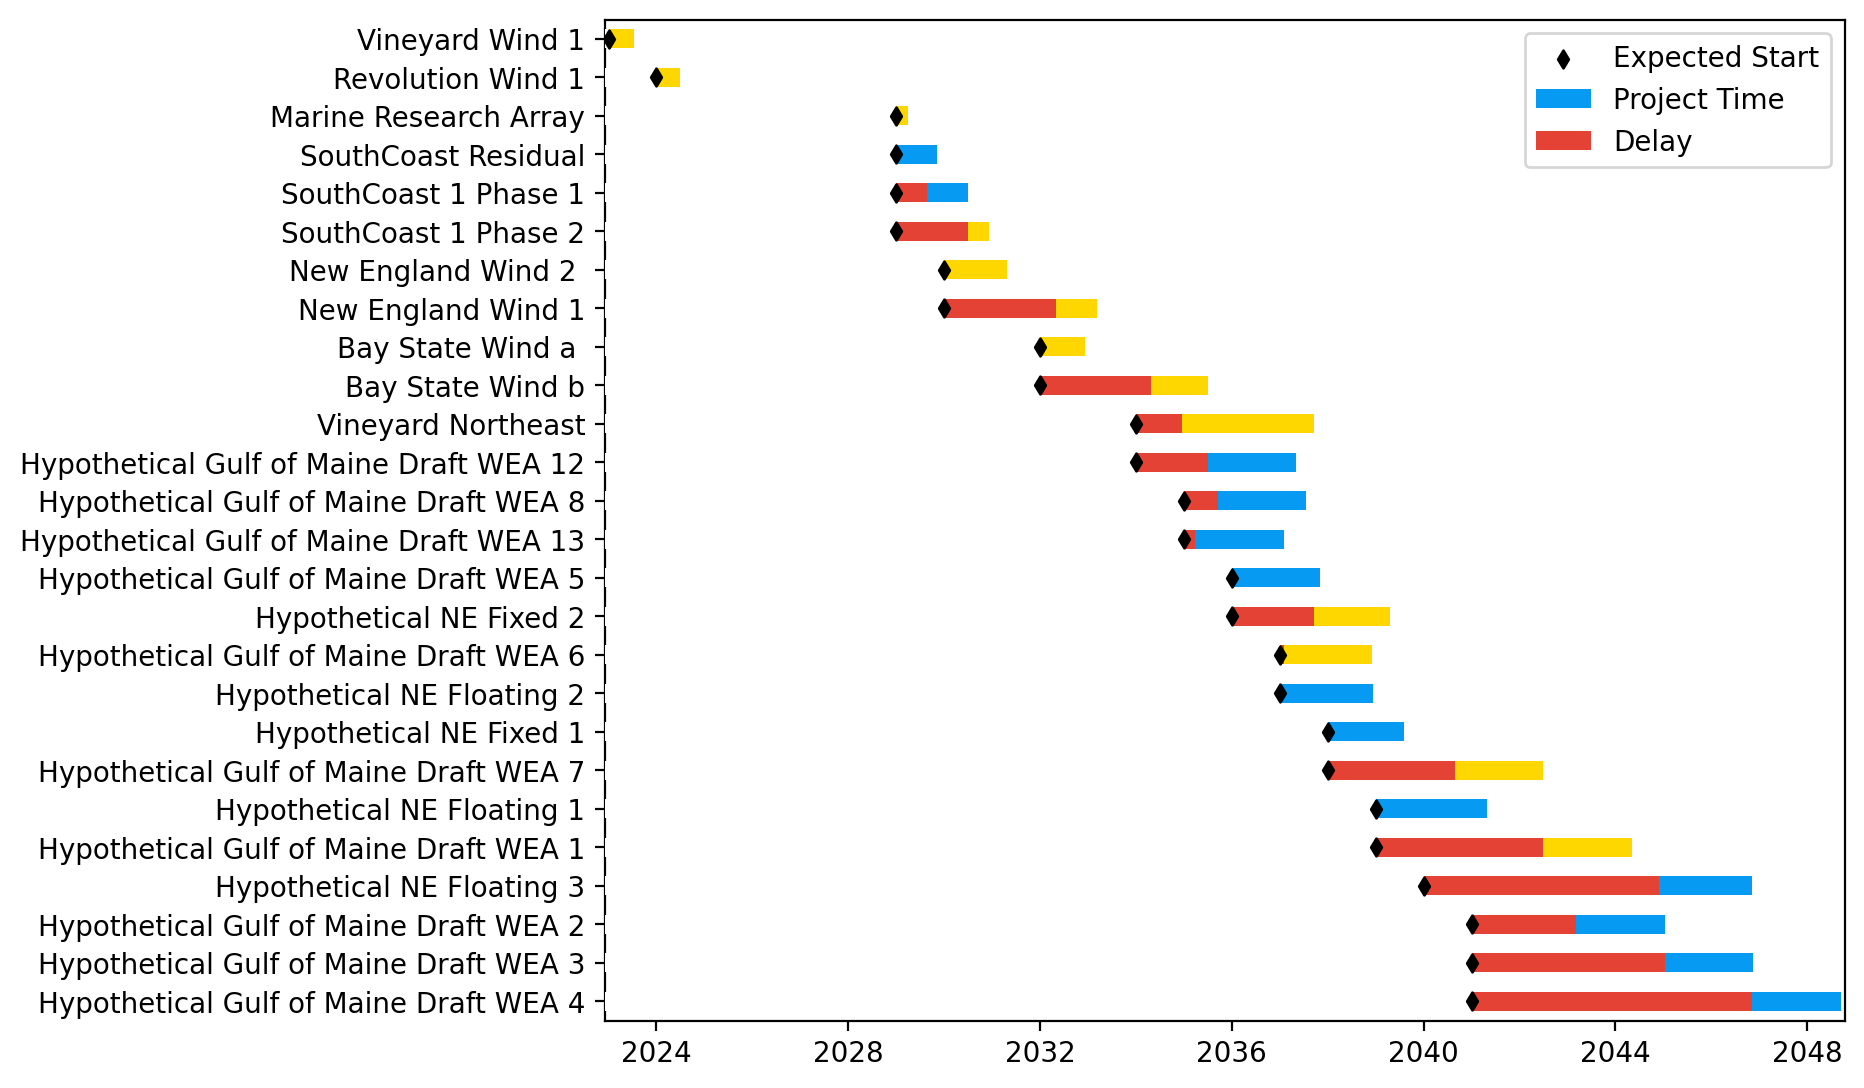 Vineyard Wind 1
Revolution Wind 1
Marine Research Array
SouthCoast Residual
SouthCoast 1 Phase 1
SouthCoast 1 Phase 2
New England Wind 2
New England Wind 1
Bay State Wind a
Bay State Wind b
Vineyard Northeast
Hypothetical Gulf of Maine Draft WEA 12
Hypothetical Gulf of Maine Draft WEA 8
Hypothetical Gulf of Maine Draft WEA 13
Hypothetical Gulf of Maine Draft WEA 5
Hypothetical NE Fixed 2
Hypothetical Gulf of Maine Draft WEA 6
Hypothetical NE Floating 2
Hypothetical NE Fixed 1
Hypothetical Gulf of Maine Draft WEA 7
Hypothetical NE Floating 1
Hypothetical Gulf of Maine Draft WEA 1
Hypothetical NE Floating 3
Hypothetical Gulf of Maine Draft WEA 2
Hypothetical Gulf of Maine Draft WEA 3
Hypothetical Gulf of Maine Draft WEA 4
Expected Start
Project Time
Delay
2024 2028 2032 2036 2040 2044 2048